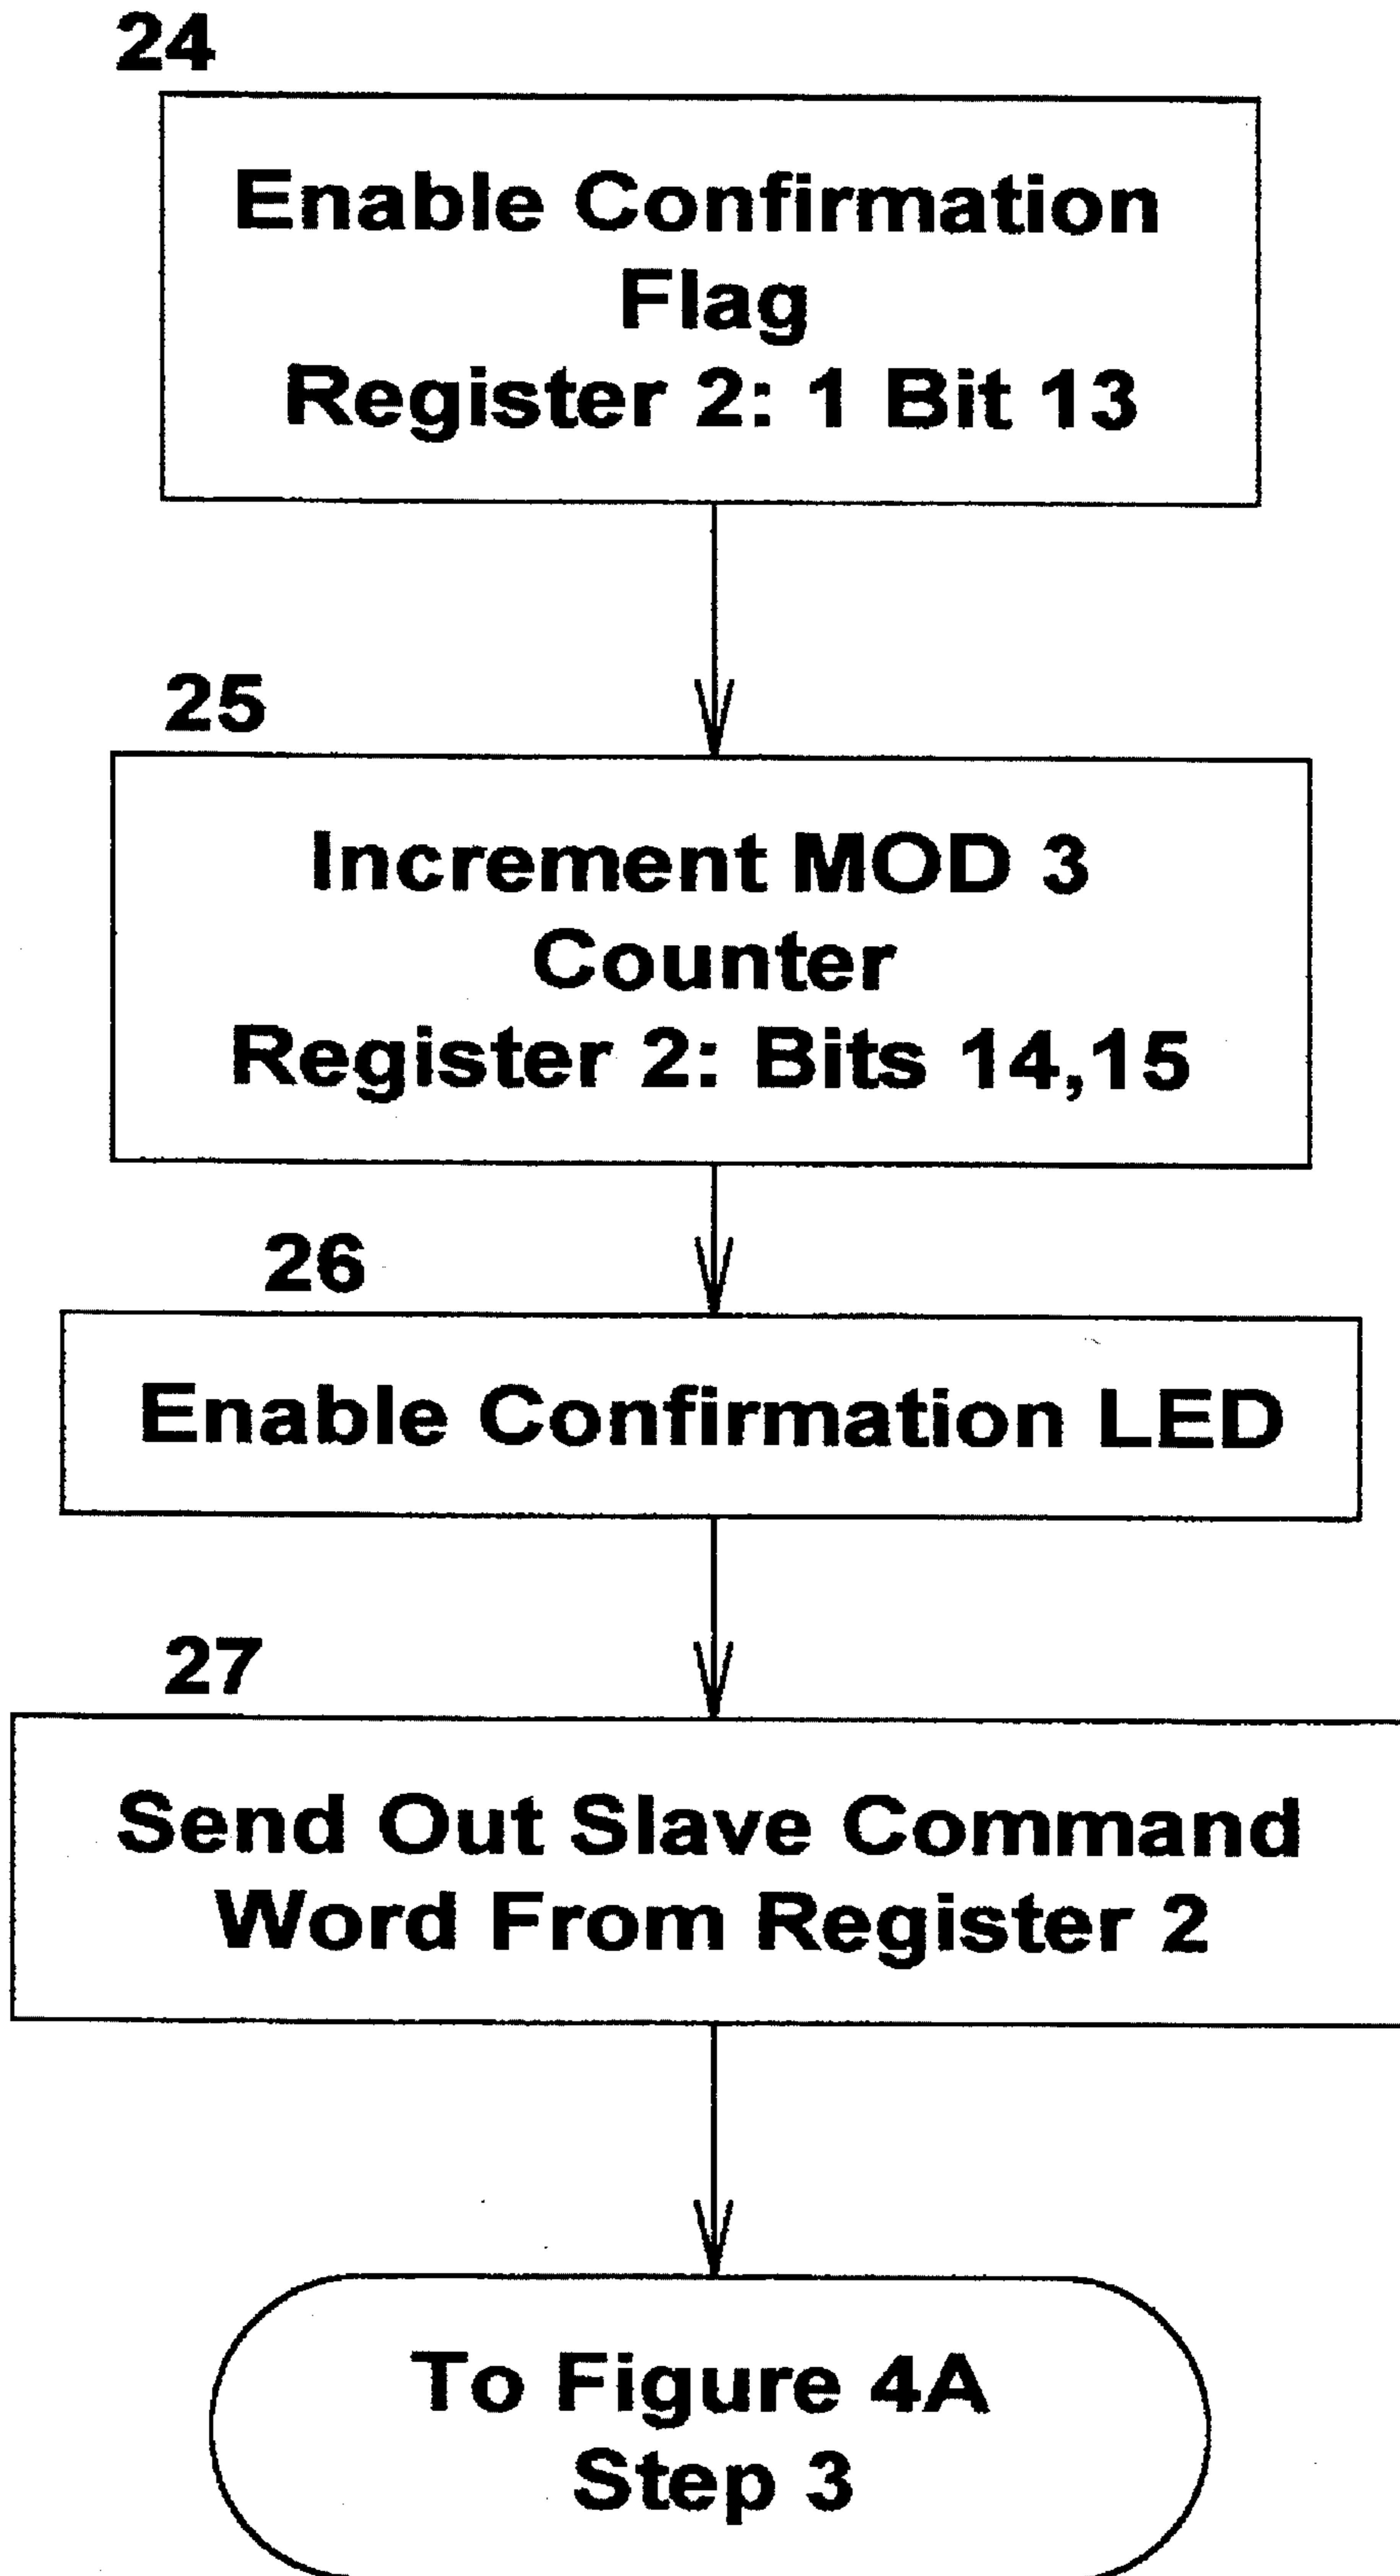 24
Enable Confirmation
Flag
Register 2: 1 Bit 13
25
Increment MOD 3
Counter
Register 2: Bits 14,15
26
Enable Confirmation LED
27
Send Out Slave Command
Word From Register 2
To Figure 4A
Step 3